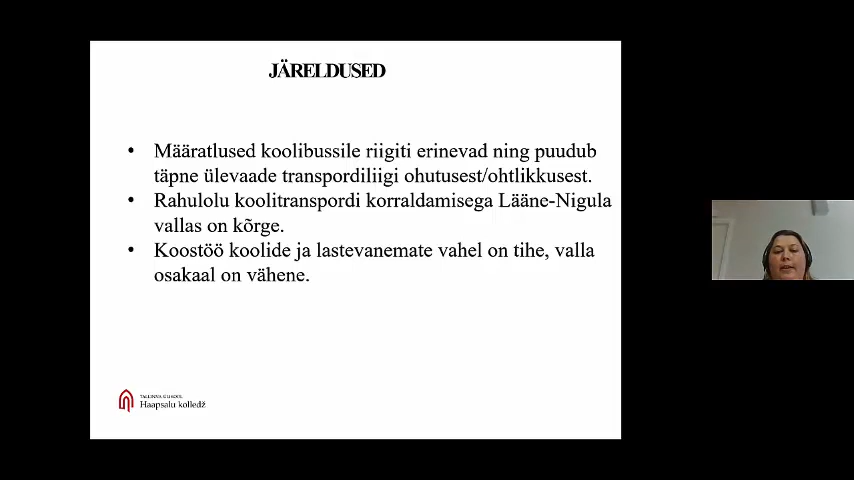 JÄRELDUSED
• Määratlused koolibussile riigiti erinevad ning puudub
täpne ülevaade transpordiliigi ohutusest/ohtlikkusest.
• Rahulolu koolitranspordi korraldamisega Lääne-Nigula
vallas on kõrge.
• Koostöö koolide ja lastevanemate vahel on tihe, valla
osakaal on vähene.
Haapsalu kolledž